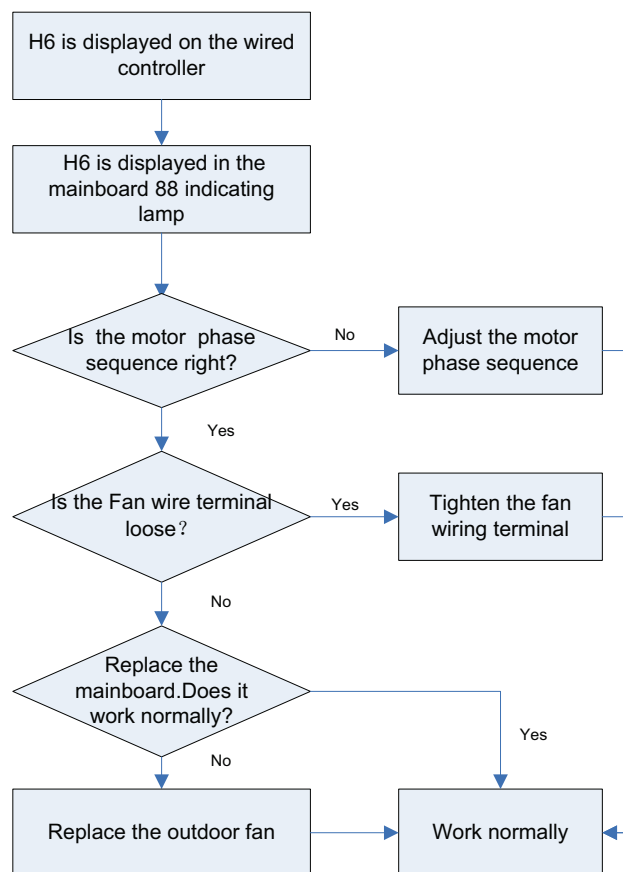 H6 is displayed on the wired
controller
H6 is displayed in the
mainboard 88 indicating
lamp
Is the motor phase
sequence right?
No
Adjust the motor
phase sequence
Yes
Is the Fan wire terminal
loose？
Yes
Tighten the fan
wiring terminal
No
Replace the
mainboard.Does it
work normally?
Yes
No
Replace the outdoor fan
Work normally